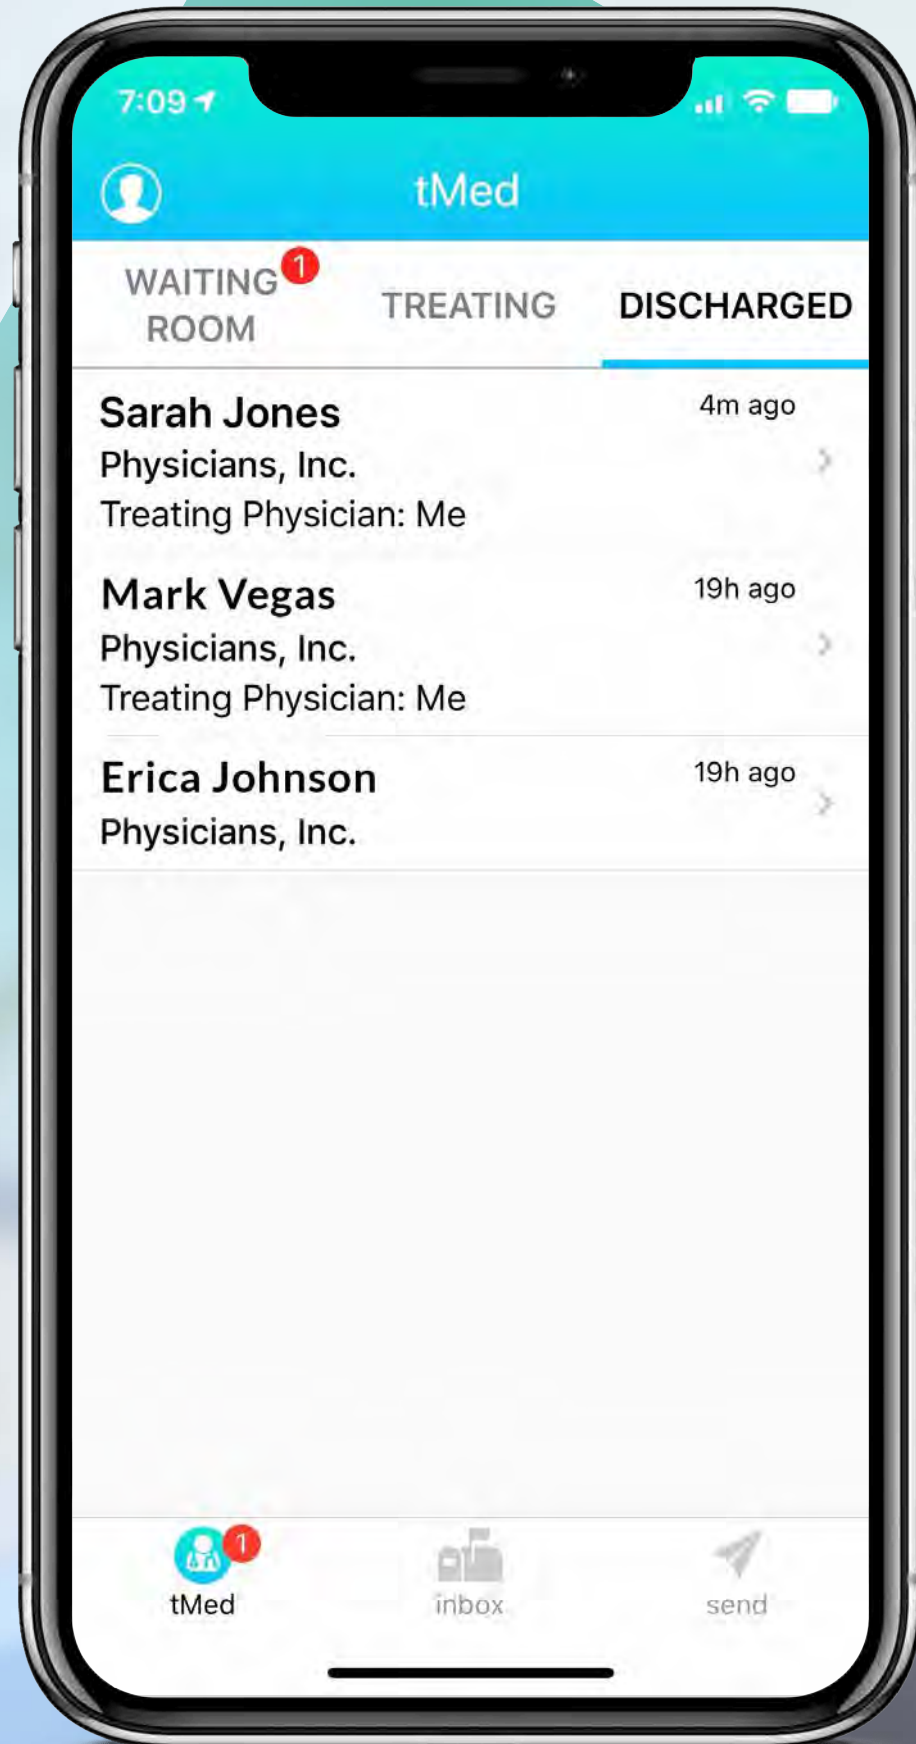 7:09
tMed
WAITING 1
ROOM
TREATING
DISCHARGED
Sarah Jones
4m ago
Physicians, Inc.
Treating Physician: Me
Mark Vegas
19h ago
Physicians, Inc.
Treating Physician: Me
Erica Johnson
19h ago
Physicians, Inc.
1
tMed
inbox
send